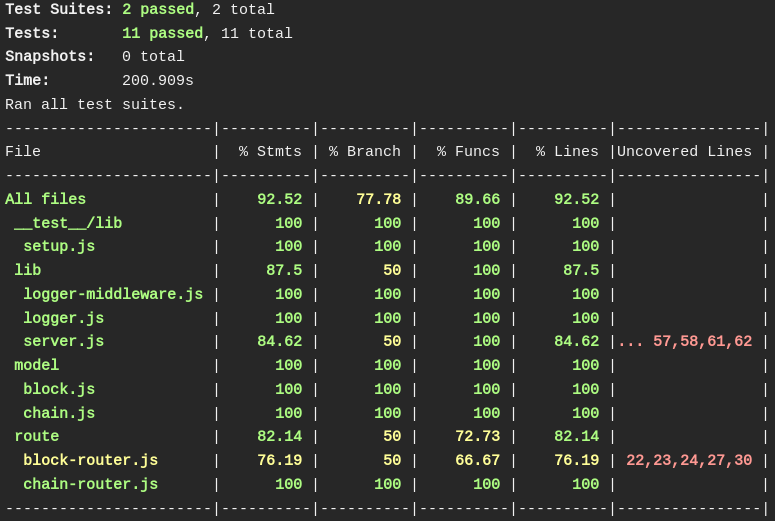 Test Suites: 2 passed, 2 total
Tests:       11 passed, 11 total
Snapshots:   0 total
Time:        200.909s
Ran all test suites.
-----------------------|----------|----------|----------|----------|----------------|
File                   |  % Stmts | % Branch |  % Funcs |  % Lines |Uncovered Lines |
-----------------------|----------|----------|----------|----------|----------------|
All files              |    92.52 |    77.78 |    89.66 |    92.52 |                |
 __test__/lib          |      100 |      100 |      100 |      100 |                |
  setup.js             |      100 |      100 |      100 |      100 |                |
 lib                   |     87.5 |       50 |      100 |     87.5 |                |
  logger-middleware.js |      100 |      100 |      100 |      100 |                |
  logger.js            |      100 |      100 |      100 |      100 |                |
  server.js            |    84.62 |       50 |      100 |    84.62 |... 57,58,61,62 |
 model                 |      100 |      100 |      100 |      100 |                |
  block.js             |      100 |      100 |      100 |      100 |                |
  chain.js             |      100 |      100 |      100 |      100 |                |
 route                 |    82.14 |       50 |    72.73 |    82.14 |                |
  block-router.js      |    76.19 |       50 |    66.67 |    76.19 | 22,23,24,27,30 |
  chain-router.js      |      100 |      100 |      100 |      100 |                |
-----------------------|----------|----------|----------|----------|----------------|